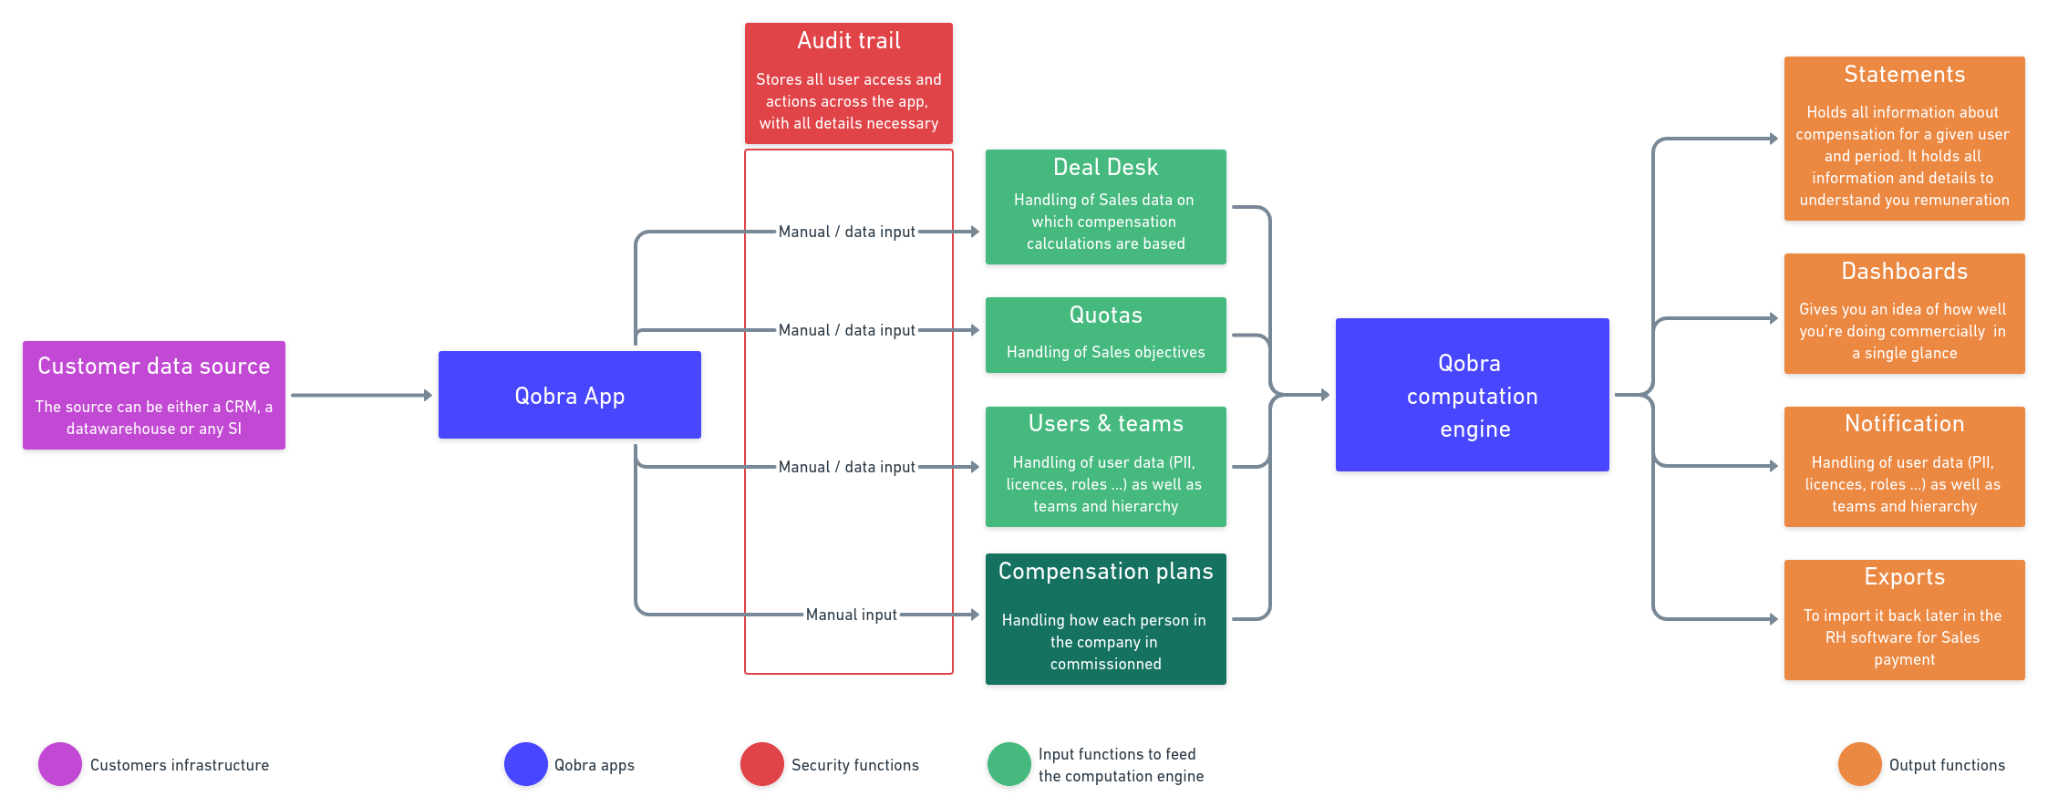 Audit trail
Stores all user access and
actions across the app,
with all details necessary
Customer data source
The source can be either a CRM, a
datawarehouse or any SI
Qobra App
Manual / data input
Manual / data input
Manual / data input
Manual input
Deal Desk
Handling of Sales data on
which compensation
calculations are based
Quotas
Handling of Sales objectives
Users & teams
Handling of user data (PII,
licences, roles ...) as well as
teams and hierarchy
Compensation plans
Handling how each person in
the company in
commissionned
Qobra
computation
engine
Statements
Holds all information about
compensation for a given user
and period. It holds all
information and details to
understand you remuneration
Dashboards
Gives you an idea of how well
you're doing commercially  in
a single glance
Notification
Handling of user data (PII,
licences, roles ...) as well as
teams and hierarchy
Exports
To import it back later in the
RH software for Sales
payment
Customers infrastructure
Qobra apps
Security functions
Input functions to feed
the computation engine
Output functions